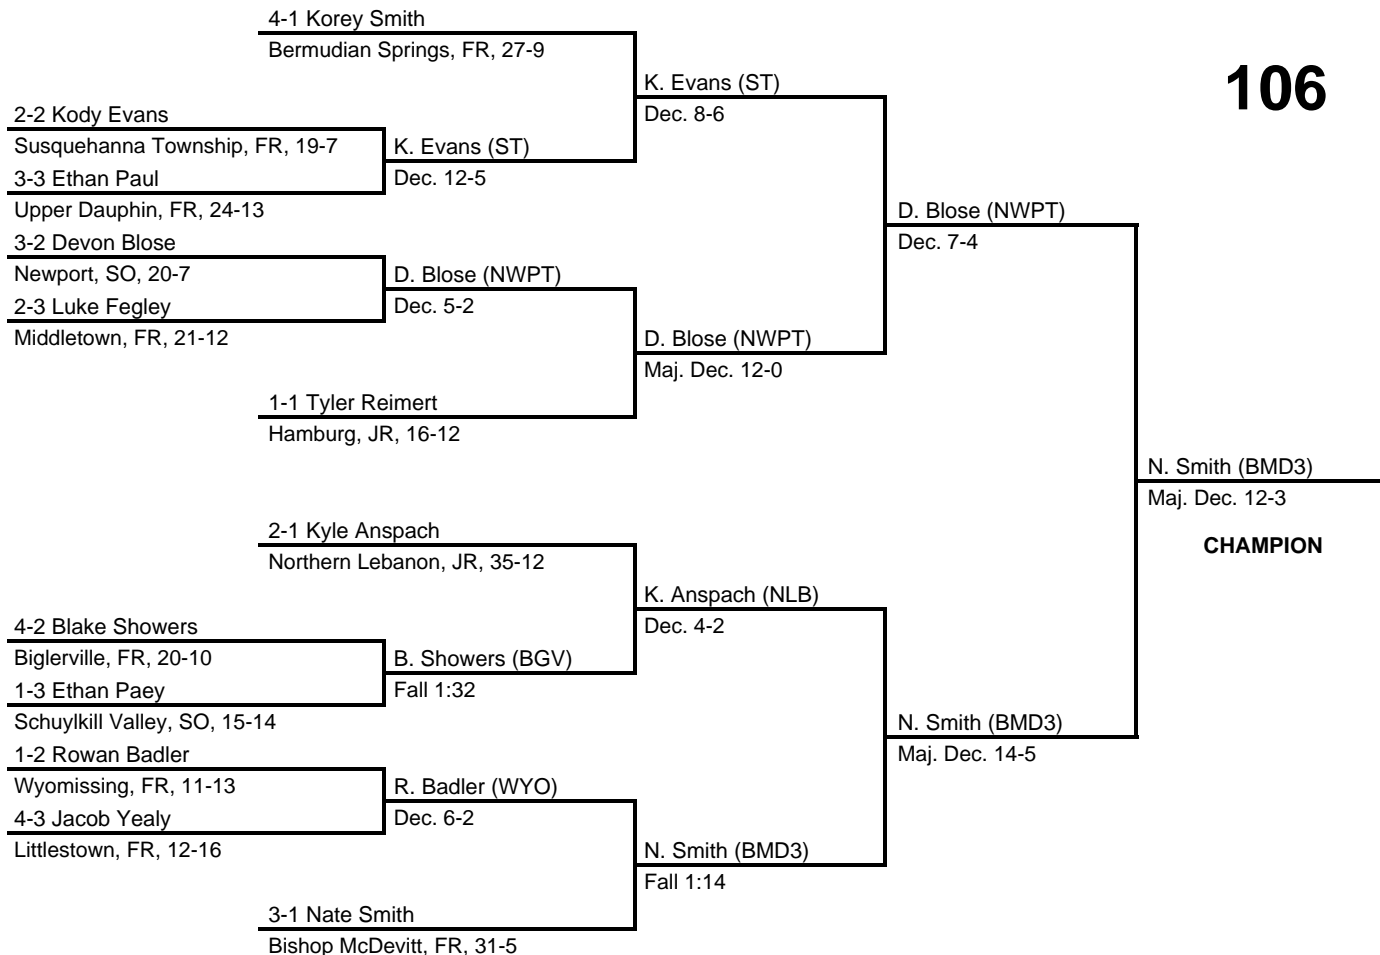 4-1 Korey Smith
Bermudian Springs, FR, 27-9
106
K. Evans (ST)
Dec. 8-6
2-2 Kody Evans
Susquehanna Township, FR, 19-7
K. Evans (ST)
3-3 Ethan Paul
Dec. 12-5
Upper Dauphin, FR, 24-13
D. Blose (NWPT)
3-2 Devon Blose
Dec. 7-4
Newport, SO, 20-7
D. Blose (NWPT)
2-3 Luke Fegley
Dec. 5-2
Middletown, FR, 21-12
D. Blose (NWPT)
Maj. Dec. 12-0
1-1 Tyler Reimert
Hamburg, JR, 16-12
N. Smith (BMD3)
Maj. Dec. 12-3
CHAMPION
2-1 Kyle Anspach
Northern Lebanon, JR, 35-12
K. Anspach (NLB)
Dec. 4-2
4-2 Blake Showers
Biglerville, FR, 20-10
B. Showers (BGV)
1-3 Ethan Paey
Fall 1:32
Schuylkill Valley, SO, 15-14
N. Smith (BMD3)
1-2 Rowan Badler
Maj. Dec. 14-5
Wyomissing, FR, 11-13
R. Badler (WYO)
4-3 Jacob Yealy
Dec. 6-2
Littlestown, FR, 12-16
N. Smith (BMD3)
Fall 1:14
3-1 Nate Smith
Bishop McDevitt, FR, 31-5